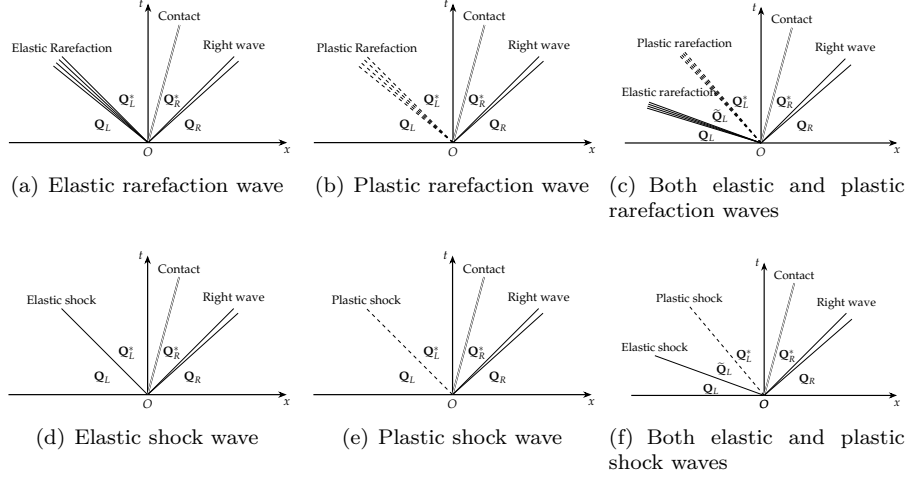 t
Contact
Elastic Rarefaction
Right wave
Q*L
Q*R
QL
QR
O
x
(a) Elastic rarefaction wave
t
Contact
Plastic Rarefaction
Right wave
Q*L
Q*R
QL
QR
O
x
(b) Plastic rarefaction wave
t
Contact
Plastic rarefaction
Right wave
Elastic rarefaction
Q*L
Q*R
Q̃L
QL
QR
O
x
(c) Both elastic and plastic
rarefaction waves
t
Contact
Elastic shock
Right wave
Q*L
Q*R
QL
QR
O
x
(d) Elastic shock wave
t
Contact
Plastic shock
Right wave
Q*L
Q*R
QL
QR
O
x
(e) Plastic shock wave
t
Contact
Plastic shock
Right wave
Elastic shock
Q*L
Q*R
Q̃L
QL
QR
O
x
(f) Both elastic and plastic
shock waves